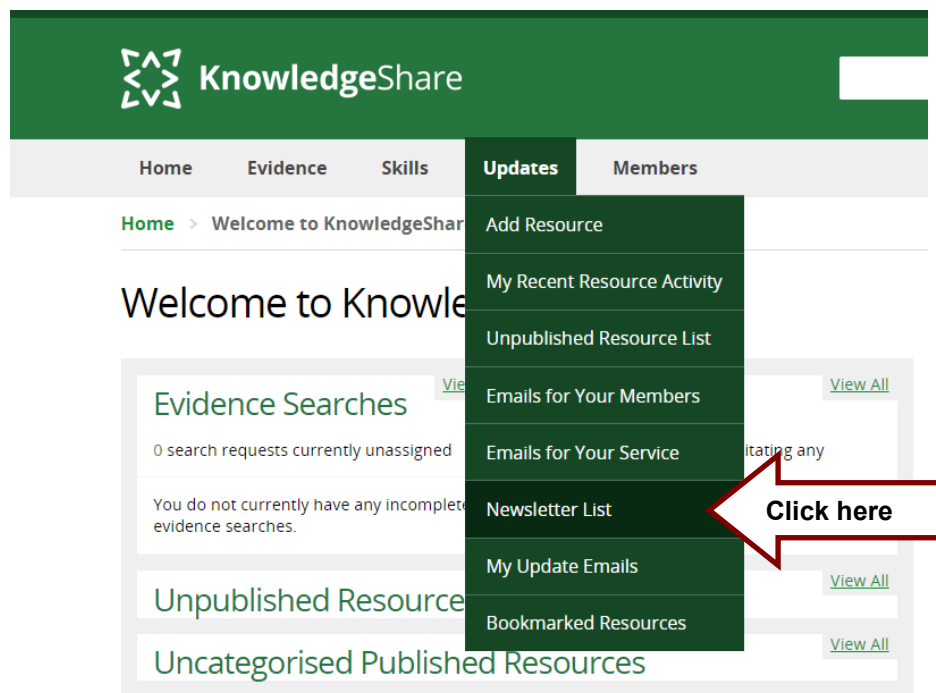 KnowledgeShare
Home Evidence Skills Updates Members
Home > Welcome to KnowledgeShar
Add Resource
My Recent Resource Activity
Unpublished Resource List
Emails for Your Members
Emails for Your Service
Newsletter List
My Update Emails
Bookmarked Resources
Welcome to Knowle
Evidence Searches
Vie
View All
0 search requests currently unassigned
itating any
You do not currently have any incomplete
evidence searches.
Click here
Unpublished Resource
View All
Uncategorised Published Resources
View All